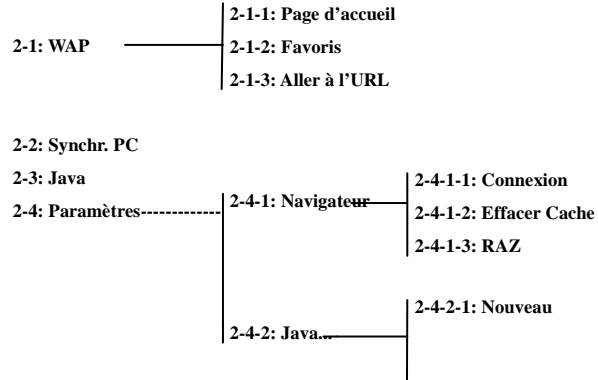 2-1: WAP
2-1-1: Page d'accueil
2-1-2: Favoris
2-1-3: Aller à l'URL
2-2: Synchr. PC
2-3: Java
2-4: Paramètres
2-4-1: Navigateur
2-4-1-1: Connexion
2-4-1-2: Effacer Cache
2-4-1-3: RAZ
2-4-2: Java...
2-4-2-1: Nouveau